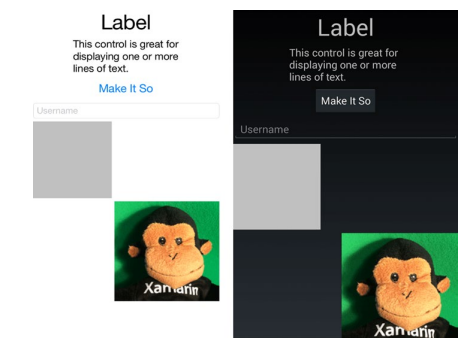 Label
This control is great for
displaying one or more
lines of text.
Make It So
Username
Xamarin
Label
This control is great for
displaying one or more
lines of text.
Make It So
Username
Xamarin